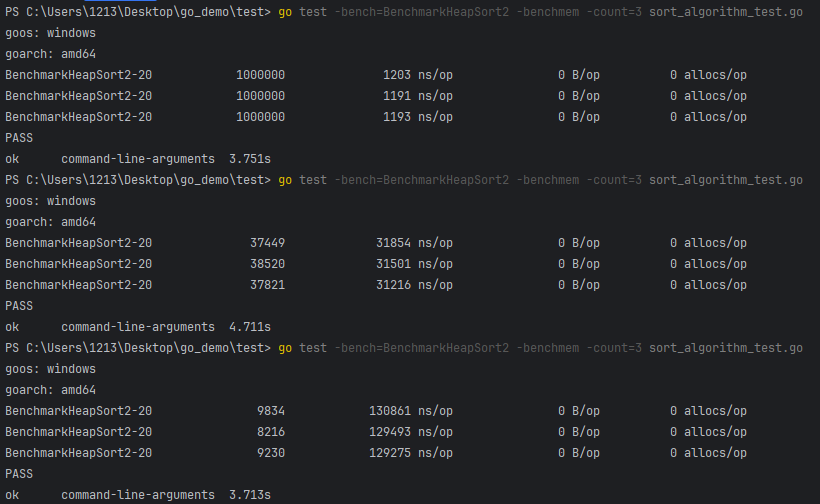 PS C:\Users\1213\Desktop\go_demo\test> go test -bench=BenchmarkHeapSort2 -benchmem -count=3 sort_algorithm_test.go
goos: windows
goarch: amd64
BenchmarkHeapSort2-20 1000000 1203 ns/op 0 B/op 0 allocs/op
BenchmarkHeapSort2-20 1000000 1191 ns/op 0 B/op 0 allocs/op
BenchmarkHeapSort2-20 1000000 1193 ns/op 0 B/op 0 allocs/op
PASS
ok command-line-arguments 3.751s
PS C:\Users\1213\Desktop\go_demo\test> go test -bench=BenchmarkHeapSort2 -benchmem -count=3 sort_algorithm_test.go
goos: windows
goarch: amd64
BenchmarkHeapSort2-20 37449 31854 ns/op 0 B/op 0 allocs/op
BenchmarkHeapSort2-20 38520 31501 ns/op 0 B/op 0 allocs/op
BenchmarkHeapSort2-20 37821 31216 ns/op 0 B/op 0 allocs/op
PASS
ok command-line-arguments 4.711s
PS C:\Users\1213\Desktop\go_demo\test> go test -bench=BenchmarkHeapSort2 -benchmem -count=3 sort_algorithm_test.go
goos: windows
goarch: amd64
BenchmarkHeapSort2-20 9834 130861 ns/op 0 B/op 0 allocs/op
BenchmarkHeapSort2-20 8216 129493 ns/op 0 B/op 0 allocs/op
BenchmarkHeapSort2-20 9230 129275 ns/op 0 B/op 0 allocs/op
PASS
ok command-line-arguments 3.713s